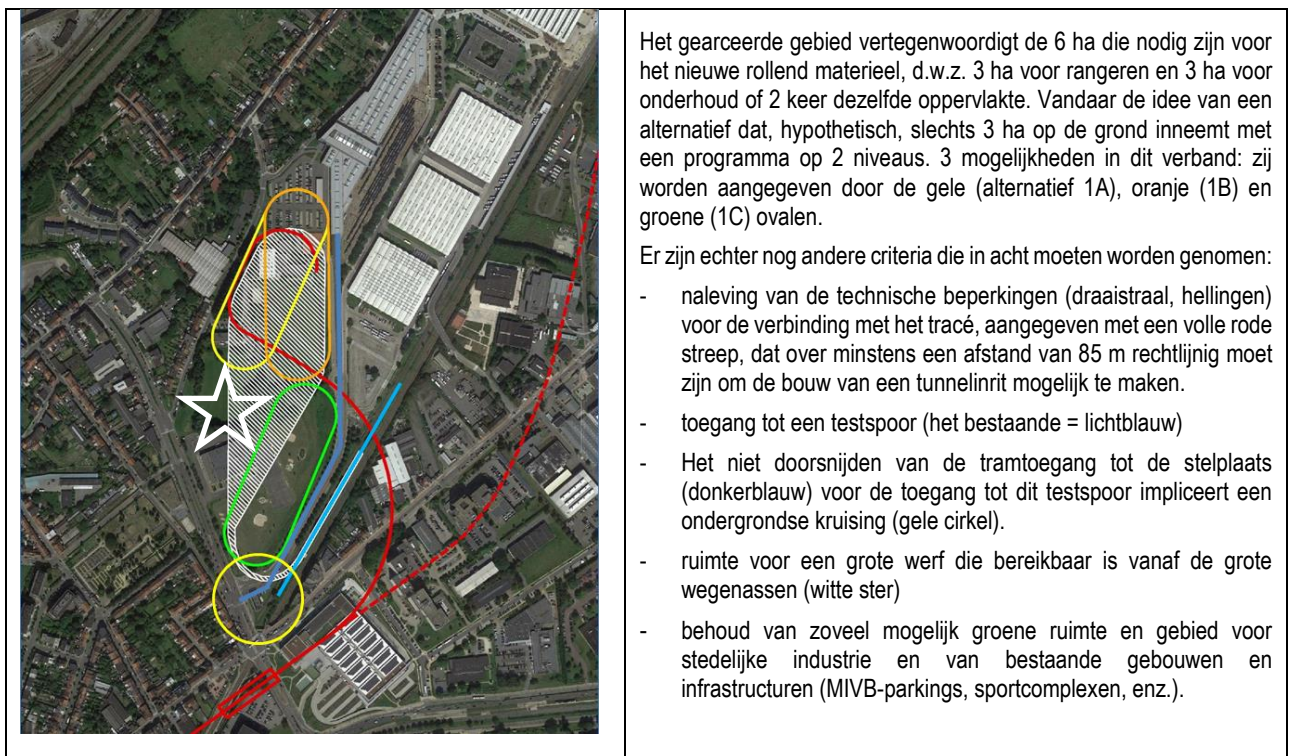 Het gearceerde gebied vertegenwoordigt de 6 ha die nodig zijn voor
het nieuwe rollend materieel, d.w.z. 3 ha voor rangeren en 3 ha voor
onderhoud of 2 keer dezelfde oppervlakte. Vandaar de idee van een
alternatief dat, hypothetisch, slechts 3 ha op de grond inneemt met
een programma op 2 niveaus. 3 mogelijkheden in dit verband: zij
worden aangegeven door de gele (alternatief 1A), oranje (1B) en
groene (1C) ovalen.
Er zijn echter nog andere criteria die in acht moeten worden genomen:
- naleving van de technische beperkingen (draaistraal, hellingen)
voor de verbinding met het tracé, aangegeven met een volle rode
streep, dat over minstens een afstand van 85 m rechtlijnig moet
zijn om de bouw van een tunnelinrit mogelijk te maken.
- toegang tot een testspoor (het bestaande = lichtblauw)
- Het niet doorsnijden van de tramtoegang tot de stelplaats
(donkerblauw) voor de toegang tot dit testspoor impliceert een
ondergrondse kruising (gele cirkel).
- ruimte voor een grote werf die bereikbaar is vanaf de grote
wegenassen (witte ster)
- behoud van zoveel mogelijk groene ruimte en gebied voor
stedelijke industrie en van bestaande gebouwen en
infrastructuren (MIVB-parkings, sportcomplexen, enz.).